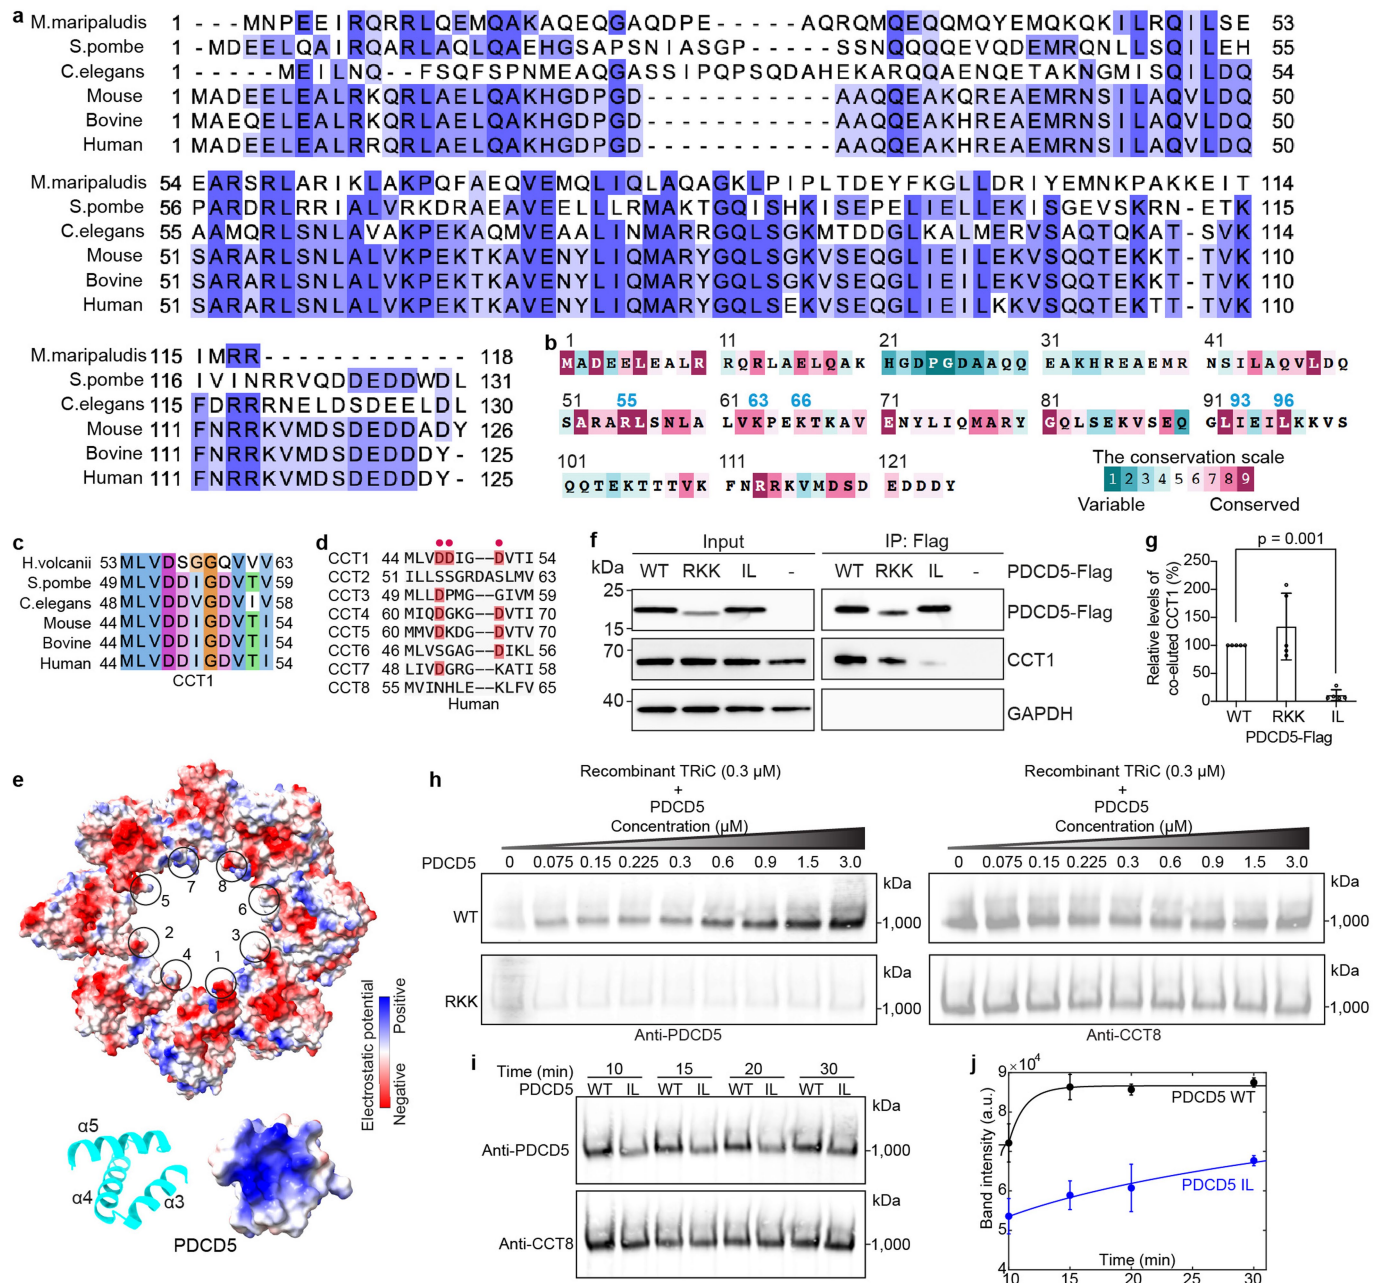 a
M.maripaludis 1 -----MNPEEIRQRRLQEMQAKAQEQGAQDPE-----AQRQMQEQQMQYEMQKQKILRQILSE 53
S.pombe 1 -MDEELQAIRQARLAQLQAEHGSAPSNIASGP-----SSNQQQQEVQDEMRQNLLSQILEH 55
C.elegans 1 -----MEILNQ--FSQFSPNMEAQGASSIPQPSQDAHEKARQQAENQETAKNGMISQILDQ 54
Mouse 1 MADEELEALRKQRLAELQAKHGDPGD-----------AAQQEAKQREAEMRNSILAQVLDQ 50
Bovine 1 MAEQELEALRKQRLAELQAKHGDPGD-----------AAQQEAKHREAEMRNSILAQVLDQ 50
Human 1 MADEELEALRRQRLAELQAKHGDPGD-----------AAQQEAKHREAEMRNSILAQVLDQ 50
M.maripaludis 54 EARSRLARIKLAKPQFAEQVEMQLIQLAQAGKLPIPLTDEYFKGLLDRIYEMNKPAKKEIT 114
S.pombe 56 PARDRLRRIALVRKDRAEAVEELLLRMAKTGQISHKISEPELIELLEKISGEVSKRN-ETK 115
C.elegans 55 AAMQRLSNLAVAKPEKAQMVEAALINMARRGQLSGKMTDDGLKALMERVSAQTQKAT-SVK 114
Mouse 51 SARARLSNLALVKPEKTKAVENYLIQMARYGQLSGKVSEQGLIEILEKVSQQTEKKT-TVK 110
Bovine 51 SARARLSNLALVKPEKTKAVENYLIQMARYGQLSGKVSEQGLIEILEKVSQQTEKKT-TVK 110
Human 51 SARARLSNLALVKPEKTKAVENYLIQMARYGQLSEKVSEQGLIEILKKVSQQTEKTT-TVK 110
M.maripaludis 115 IMRR------------ 118
S.pombe 116 IVINRRVQDDEDDWDL 131
C.elegans 115 FDRRRNELDSDEELDL 130
Mouse 111 FNRRKVMDSDEDDADY 126
Bovine 111 FNRRKVMDSDEDDDY- 125
Human 111 FNRRKVMDSDEDDDY- 125
b
1 11 21 31 41
MADEELEALR RQRLAELQAK HGDPGDAAQQ EAKHREAEMR NSILAQVLDQ
51 55 61 63 66 71 81 91 93 96
SARARLSNLA LVKPEKTKAV ENYLIQMARY GQLSEKVSEQ GLIEILKKVS
101 111 121
QQTEKTTTVK FNRRKVMDSD EDDDY
The conservation scale
1 2 3 4 5 6 7 8 9
Variable Conserved
c
H.volcanii 53 MLVDSGGQVVV 63
S.pombe 49 MLVDDIGDVTV 59
C.elegans 48 MLVDDVGDVIV 58
Mouse 44 MLVDDIGDVTI 54
Bovine 44 MLVDDIGDVTI 54
Human 44 MLVDDIGDVTI 54
CCT1
d
CCT1 44 MLVDDIG--DVTI 54
CCT2 51 ILLSSGRDASLMV 63
CCT3 49 MLLDPMG--GIVM 59
CCT4 60 MIQDGKG--DVTI 70
CCT5 60 MMVDKDG--DVTV 70
CCT6 46 MLVSGAG--DIKL 56
CCT7 48 LIVDGRG--KATI 58
CCT8 55 MVINHLE--KLFV 65
Human
e
7 8
5
6
2
3
1
4
Electrostatic potential
Negative Positive
α5
α4
α3
PDCD5
f
Input IP: Flag
kDa WT RKK IL - WT RKK IL - PDCD5-Flag
25
PDCD5-Flag
15
70
CCT1
40
GAPDH
g
p = 0.001
Relative levels of
co-eluted CCT1 (%)
250
200
150
100
50
0
WT RKK IL
PDCD5-Flag
h
Recombinant TRiC (0.3 μM)
+
PDCD5
Concentration (μM)
PDCD5 0 0.075 0.15 0.225 0.3 0.6 0.9 1.5 3.0
kDa
WT
1,000
kDa
RKK
1,000
Anti-PDCD5
Recombinant TRiC (0.3 μM)
+
PDCD5
Concentration (μM)
0 0.075 0.15 0.225 0.3 0.6 0.9 1.5 3.0
kDa
1,000
kDa
1,000
Anti-CCT8
i
Time (min) 10 15 20 30
PDCD5 WT IL WT IL WT IL WT IL
kDa
Anti-PDCD5 1,000
kDa
Anti-CCT8 1,000
j
×10⁴
Band intensity (a.u.)
9
8
7
6
5
4
PDCD5 WT
PDCD5 IL
Time (min)
10 15 20 30